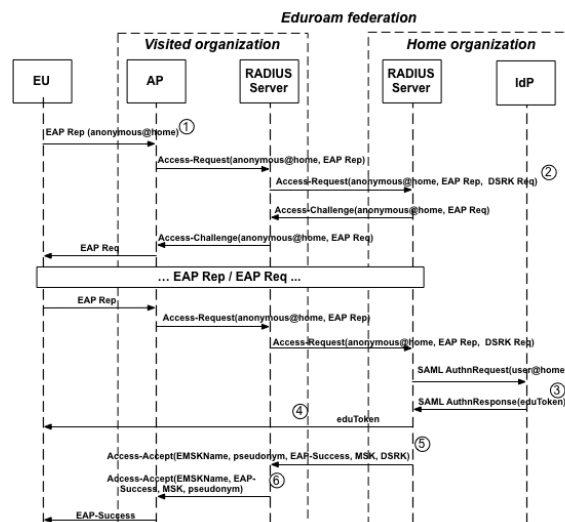 Eduroam federation
Visited organization
Home organization
EU
AP
RADIUS
Server
RADIUS
Server
IdP
EAP Rep (anonymous@home)
1
Access-Request(anonymous@home, EAP Rep)
2
Access-Request(anonymous@home, EAP Rep, DSRK Req)
Access-Challenge(anonymous@home, EAP Req)
Access-Challenge(anonymous@home, EAP Req)
EAP Req
... EAP Rep / EAP Req ...
EAP Rep
Access-Request(anonymous@home, EAP Rep)
Access-Request(anonymous@home, EAP Rep, DSRK Req)
SAML AuthnRequest(user@home
3
SAML AuthnResponse(eduToken)
4
eduToken
5
Access-Accept(EMSKName, pseudonym, EAP-Success, MSK, DSRK)
Access-Accept(EMSKName, EAP-
Success, MSK, pseudonym)
6
EAP-Success